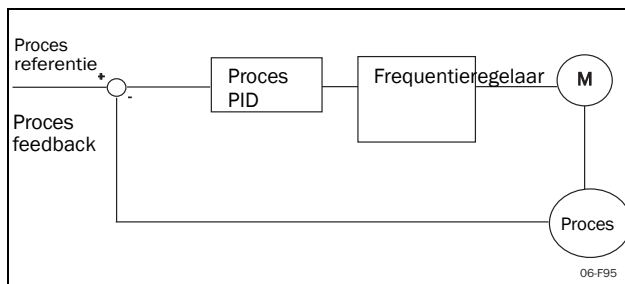 Proces
referentie
+
-
Proces
feedback
Proces
PID
Frequentieregelaar
M
Proces
06-F95